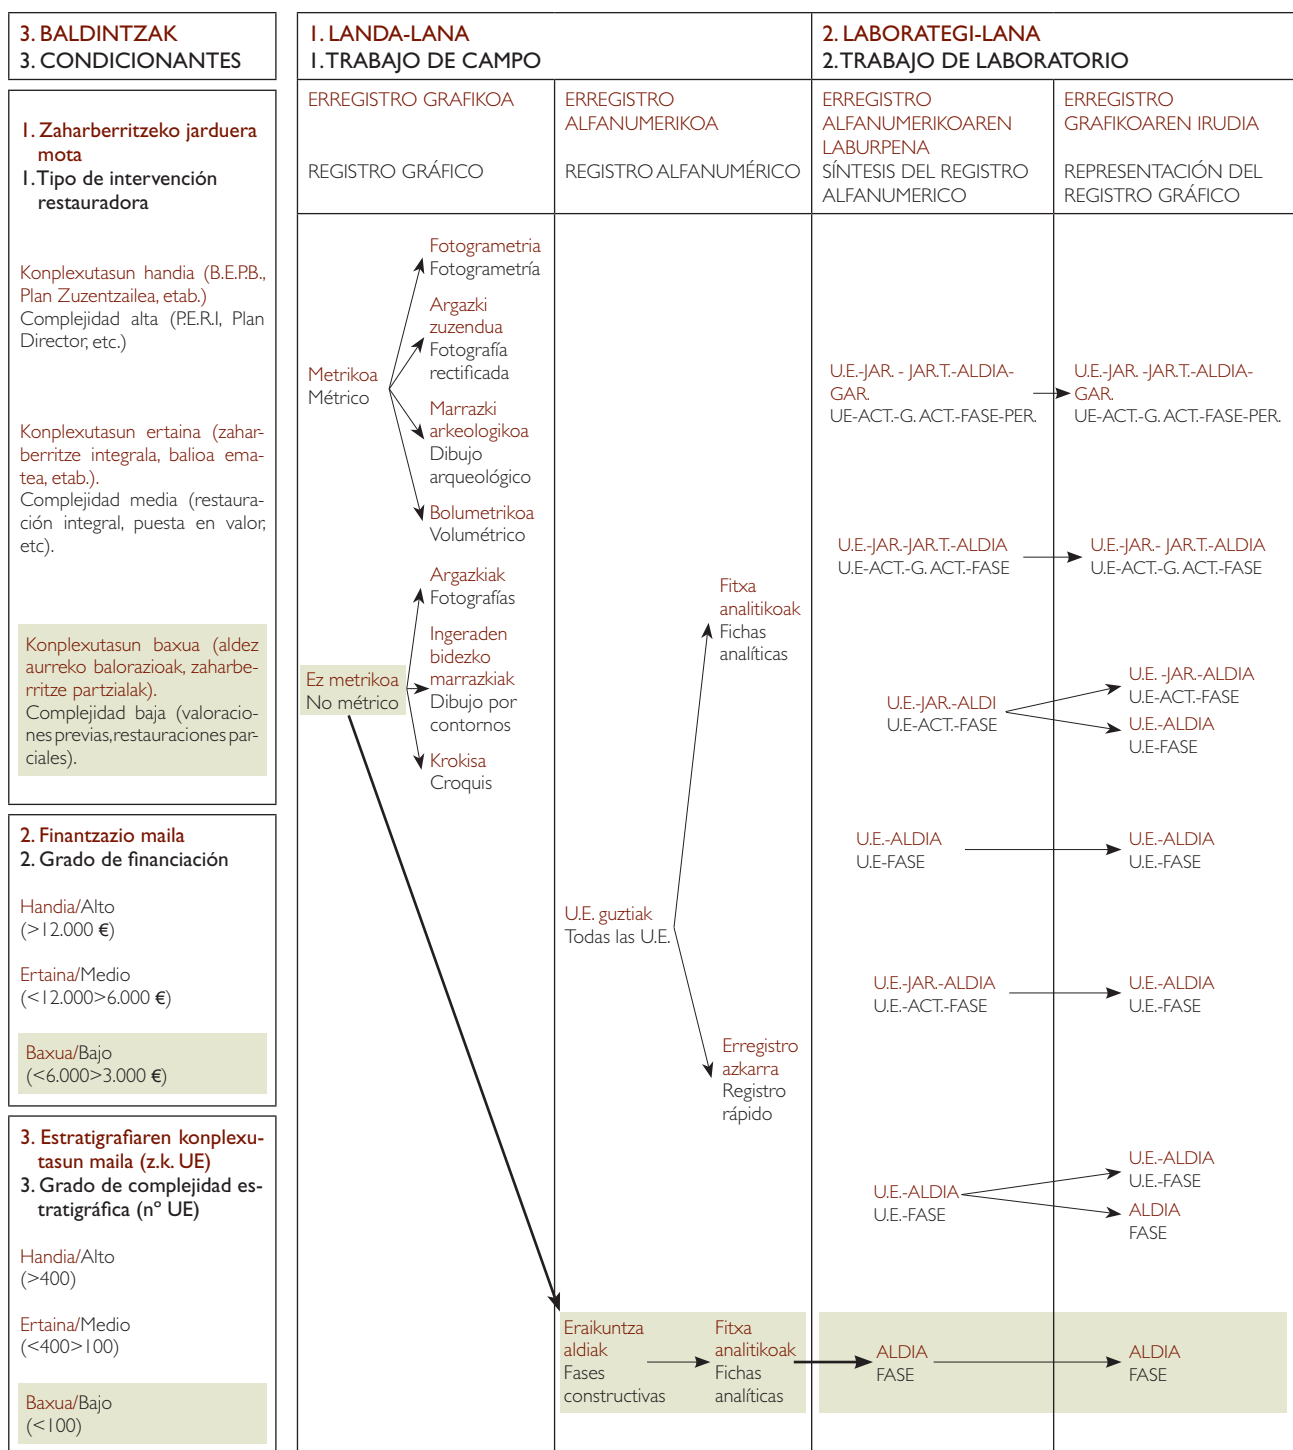 3. BALDINTZAK
3. CONDICIONANTES
1. Zaharberritzeko jarduera
mota
1. Tipo de intervención
restauradora
Konplexutasun handia (B.E.P.B.,
Plan Zuzentzailea, etab.)
Complejidad alta (P.E.R.I, Plan
Director, etc.)
Konplexutasun ertaina (zahar-
berritze integrala, balioa ema-
tea, etab.).
Complejidad media (restaura-
ción integral, puesta en valor,
etc).
Konplexutasun baxua (aldez
aurreko balorazioak, zaharbe-
rritze partzialak).
Complejidad baja (valoracio-
nes previas, restauraciones par-
ciales).
2. Finantzazio maila
2. Grado de financiación
Handia/Alto
(>12.000 €)
Ertaina/Medio
(<12.000>6.000 €)
Baxua/Bajo
(<6.000>3.000 €)
3. Estratigrafiaren konplexu-
tasun maila (z.k. UE)
3. Grado de complejidad es-
tratigráfica (nº UE)
Handia/Alto
(>400)
Ertaina/Medio
(<400>100)
Baxua/Bajo
(<100)
1. LANDA-LANA
1. TRABAJO DE CAMPO
ERREGISTRO GRAFIKOA
REGISTRO GRÁFICO
Metrikoa
Métrico
Fotogrametria
Fotogrametría
Argazki
zuzendua
Fotografía
rectificada
Marrazki
arkeologikoa
Dibujo
arqueológico
Bolumetrikoa
Volumétrico
Ez metrikoa
No métrico
Argazkiak
Fotografías
Ingeraden
bidezko
marrazkiak
Dibujo por
contornos
Krokisa
Croquis
ERREGISTRO
ALFANUMERIKOA
REGISTRO ALFANUMÉRICO
U.E. guztiak
Todas las U.E.
Fitxa
analitikoak
Fichas
analíticas
Erregistro
azkarra
Registro
rápido
Eraikuntza
aldiak
Fases
constructivas
Fitxa
analitikoak
Fichas
analíticas
2. LABORATEGI-LANA
2. TRABAJO DE LABORATORIO
ERREGISTRO
ALFANUMERIKOAREN
LABURPENA
SÍNTESIS DEL REGISTRO
ALFANUMERICO
ERREGISTRO
GRAFIKOAREN IRUDIA
REPRESENTACIÓN DEL
REGISTRO GRÁFICO
U.E.-JAR. - JAR.T.-ALDIA-
GAR.
UE-ACT.-G. ACT.-FASE-PER.
U.E.-JAR. -JAR.T.-ALDIA-
GAR.
UE-ACT.-G. ACT.-FASE-PER.
U.E.-JAR.-JAR.T.-ALDIA
U.E-ACT.-G. ACT.-FASE
U.E.-JAR.- JAR.T.-ALDIA
U.E-ACT.-G. ACT.-FASE
U.E.-JAR.-ALDI
U.E-ACT.-FASE
U.E. -JAR.-ALDIA
U.E-ACT.-FASE
U.E.-ALDIA
U.E-FASE
U.E.-ALDIA
U.E-FASE
U.E.-ALDIA
U.E.-FASE
U.E.-JAR.-ALDIA
U.E.-ACT.-FASE
U.E.-ALDIA
U.E.-FASE
U.E.-ALDIA
U.E.-FASE
U.E.-ALDIA
U.E.-FASE
ALDIA
FASE
ALDIA
FASE
ALDIA
FASE